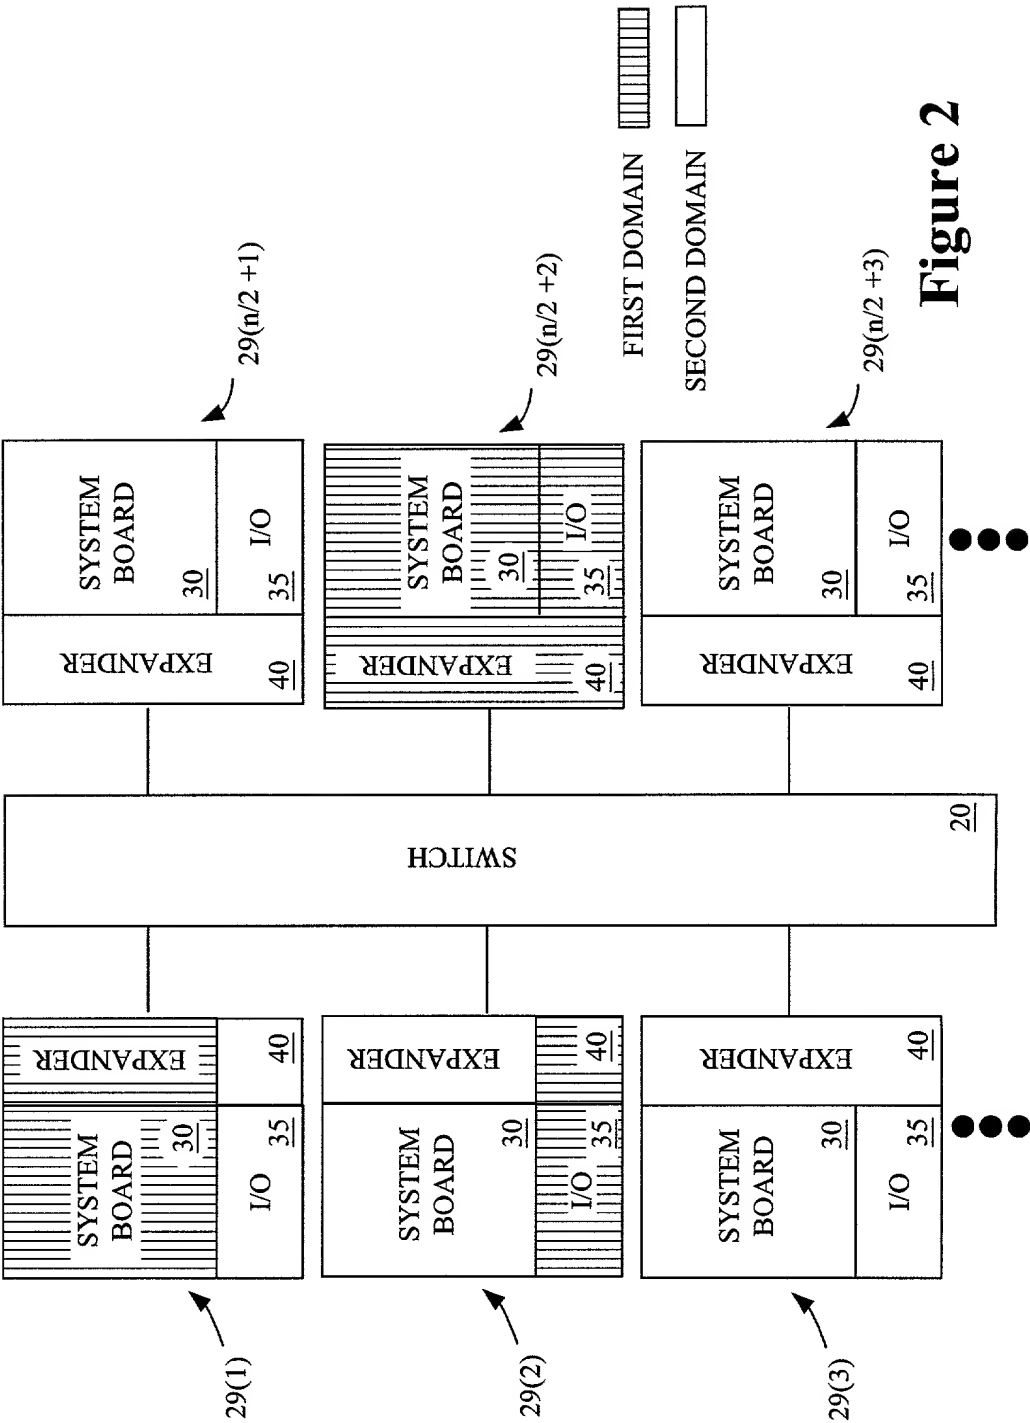 29(1)
SYSTEM
BOARD
30
I/O
35
EXPANDER
40
29(2)
SYSTEM
BOARD
30
I/O
35
EXPANDER
40
29(3)
SYSTEM
BOARD
30
I/O
35
EXPANDER
40
SWITCH
20
EXPANDER
40
SYSTEM
BOARD
30
I/O
35
29(n/2 +1)
EXPANDER
40
SYSTEM
BOARD
30
I/O
35
29(n/2 +2)
EXPANDER
40
SYSTEM
BOARD
30
I/O
35
29(n/2 +3)
FIRST DOMAIN
SECOND DOMAIN
Figure 2